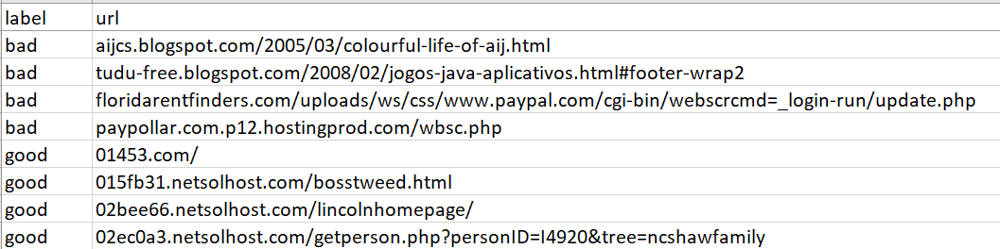 label url
bad aijcs.blogspot.com/2005/03/colourful-life-of-aij.html
bad tudu-free.blogspot.com/2008/02/jogos-java-aplicativos.html#footer-wrap2
bad floridarentfinders.com/uploads/ws/css/www.paypal.com/cgi-bin/webscrcmd=_login-run/update.php
bad paypollar.com.p12.hostingprod.com/wbsc.php
good 01453.com/
good 015fb31.netsolhost.com/bosstweed.html
good 02bee66.netsolhost.com/lincolnhomepage/
good 02ec0a3.netsolhost.com/getperson.php?personID=I4920&tree=ncshawfamily